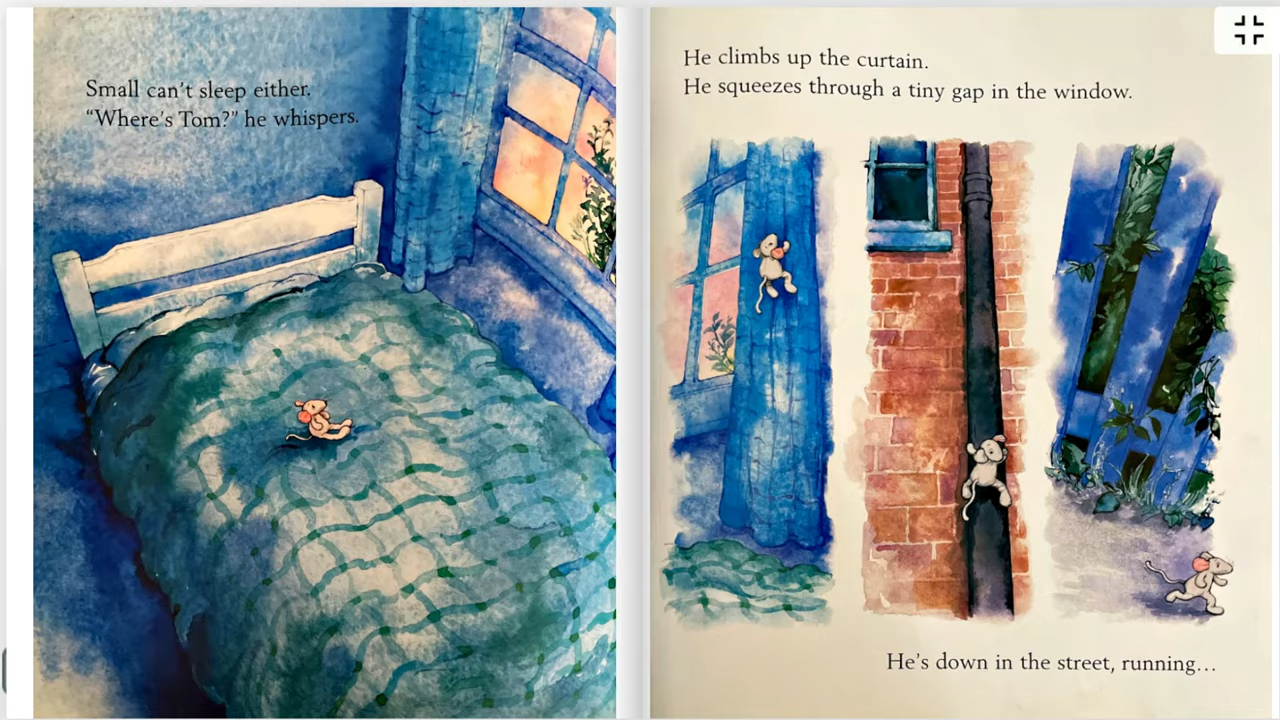 Small can't sleep either.
“Where's Tom?” he whispers.
He climbs up the curtain.
He squeezes through a tiny gap in the window.
He's down in the street, running...